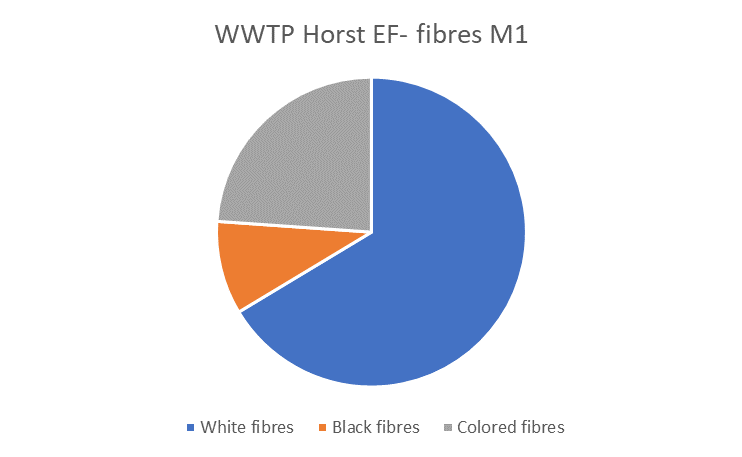 WWTP Horst EF- fibres M1
White fibres Black fibres Colored fibres